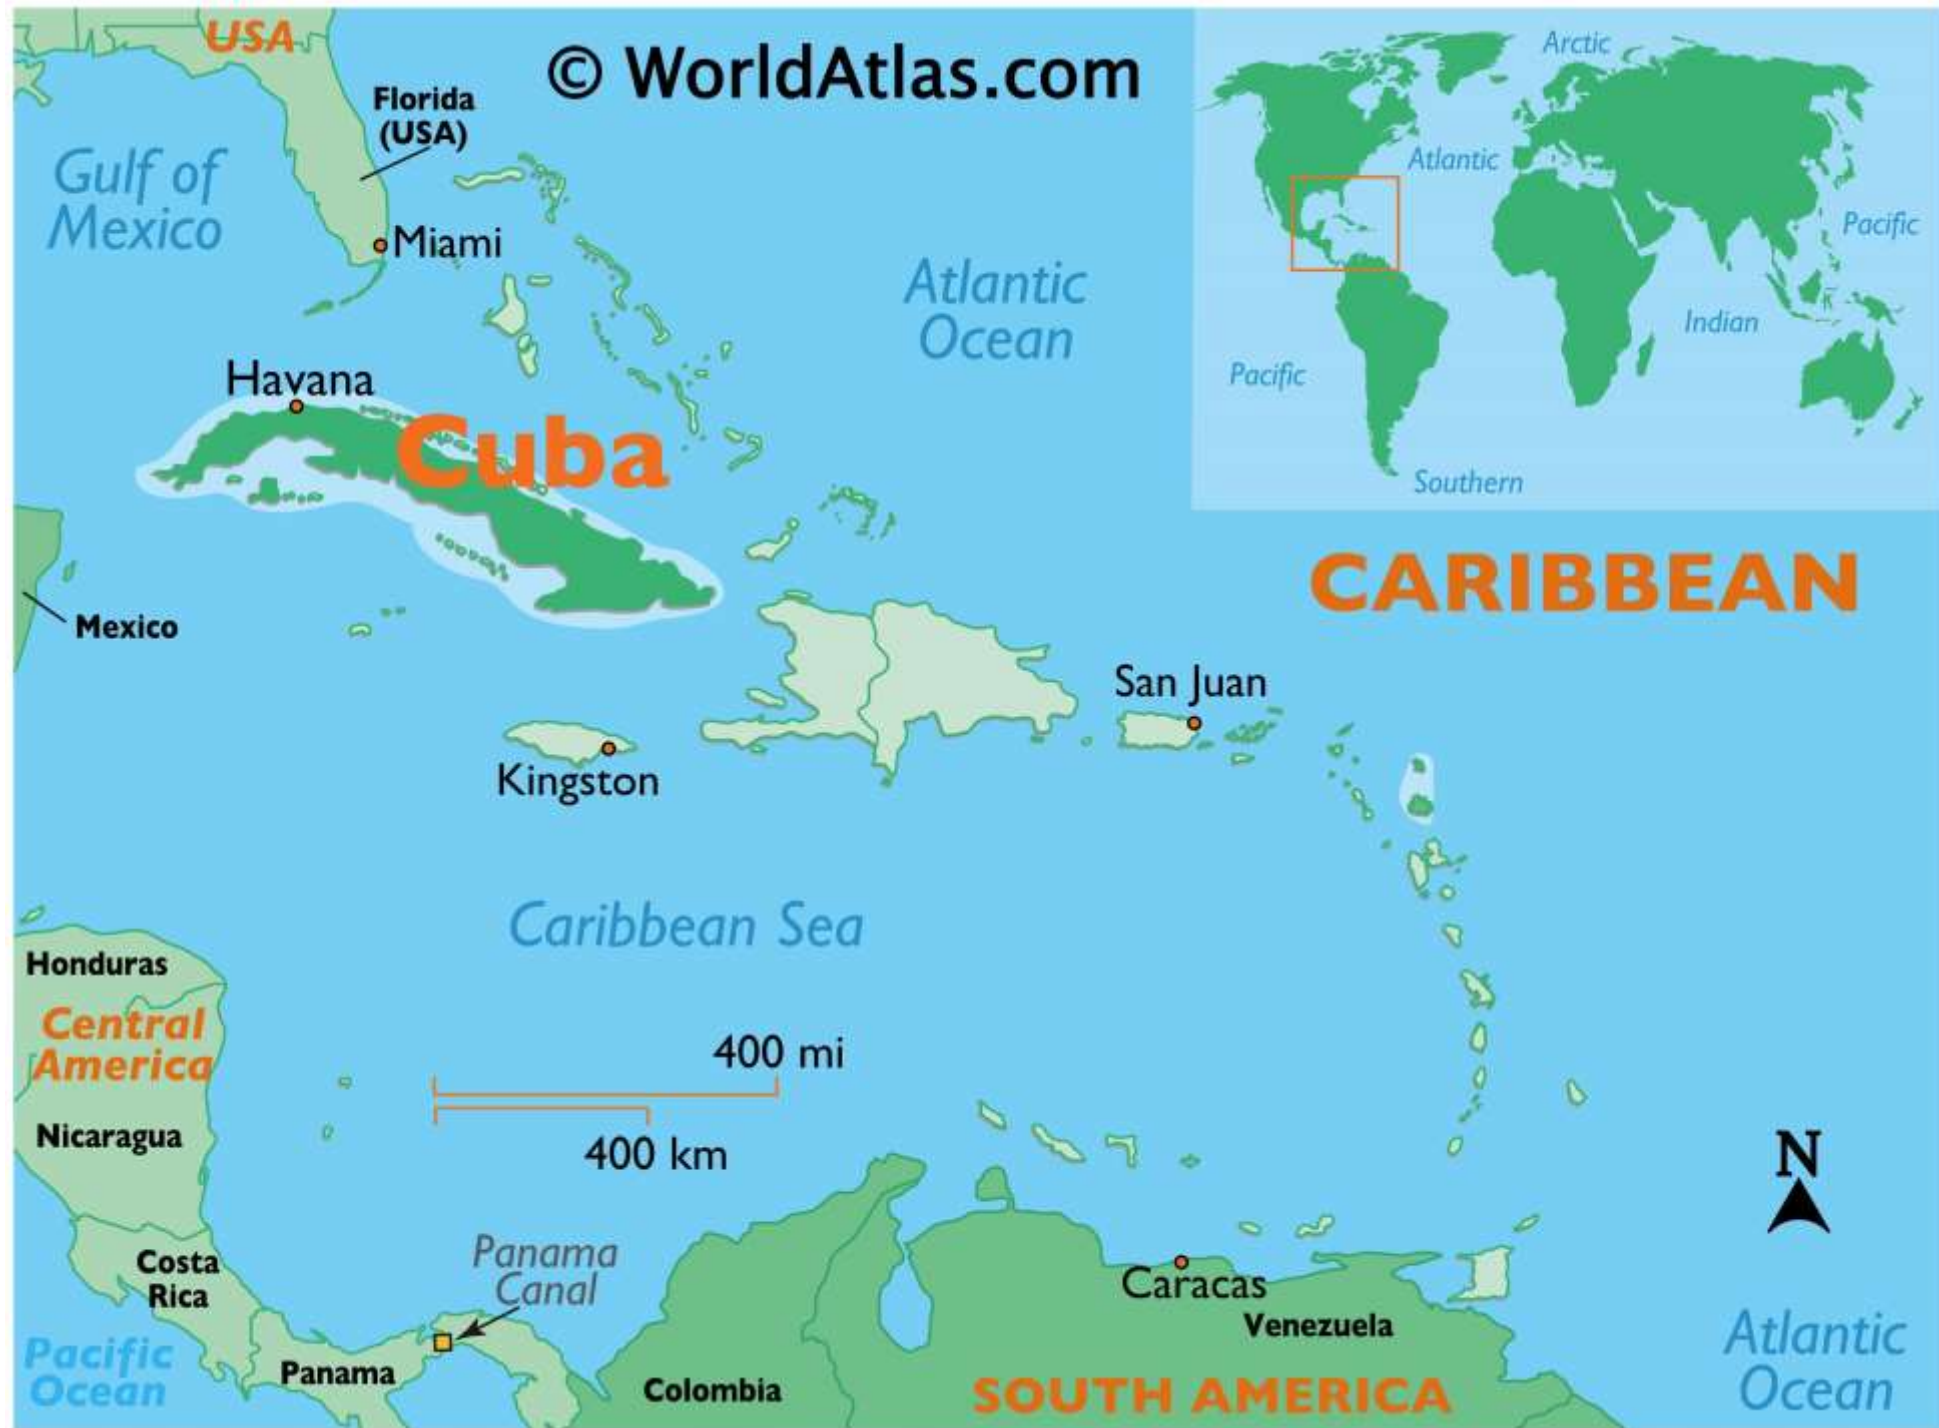 USA
© WorldAtlas.com
Arctic
Florida
(USA)
Gulf of
Mexico
Atlantic
Pacific
Miami
Atlantic
Ocean
Indian
Havana
Pacific
Cuba
Southern
CARIBBEAN
Mexico
San Juan
Kingston
Caribbean Sea
Honduras
Central
America
400 mi
Nicaragua
400 km
N
Panama
Canal
Costa
Rica
Caracas
Venezuela
Atlantic
Ocean
Pacific
Ocean
Panama
Colombia
SOUTH AMERICA